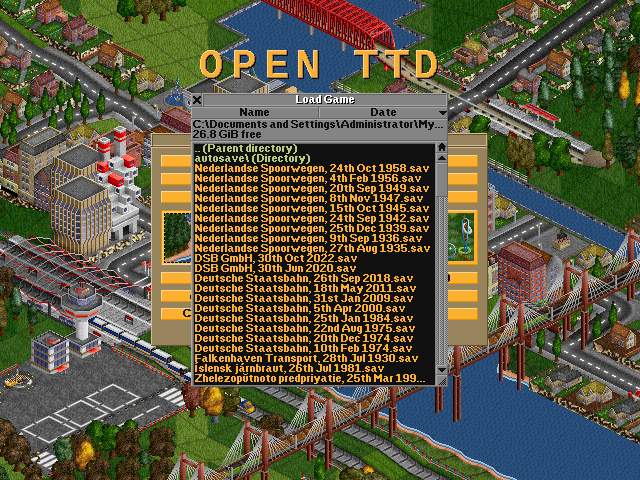 OPEN TTD
Load Game
Name Date
C:\Documents and Settings\Administrator\My...
26.8 GiB free
.. (Parent directory)
autosave\ (Directory)
Nederlandse Spoorwegen, 24th Oct 1958.sav
Nederlandse Spoorwegen, 4th Feb 1956.sav
Nederlandse Spoorwegen, 20th Sep 1949.sav
Nederlandse Spoorwegen, 8th Nov 1947.sav
Nederlandse Spoorwegen, 15th Oct 1945.sav
Nederlandse Spoorwegen, 24th Sep 1942.sav
Nederlandse Spoorwegen, 25th Dec 1939.sav
Nederlandse Spoorwegen, 9th Sep 1936.sav
Nederlandse Spoorwegen, 27th Aug 1935.sav
DSB GmbH, 30th Oct 2022.sav
DSB GmbH, 30th Jun 2020.sav
Deutsche Staatsbahn, 26th Sep 2018.sav
Deutsche Staatsbahn, 18th May 2011.sav
Deutsche Staatsbahn, 31st Jan 2009.sav
Deutsche Staatsbahn, 5th Apr 2000.sav
Deutsche Staatsbahn, 25th Jan 1984.sav
Deutsche Staatsbahn, 22nd Aug 1975.sav
Deutsche Staatsbahn, 20th Dec 1974.sav
Deutsche Staatsbahn, 10th Feb 1974.sav
Falkenhaven Transport, 28th Jul 1930.sav
Íslensk járnbraut, 26th Jul 1981.sav
Zhelezopŭtnoto predpriyatie, 25th Mar 199...